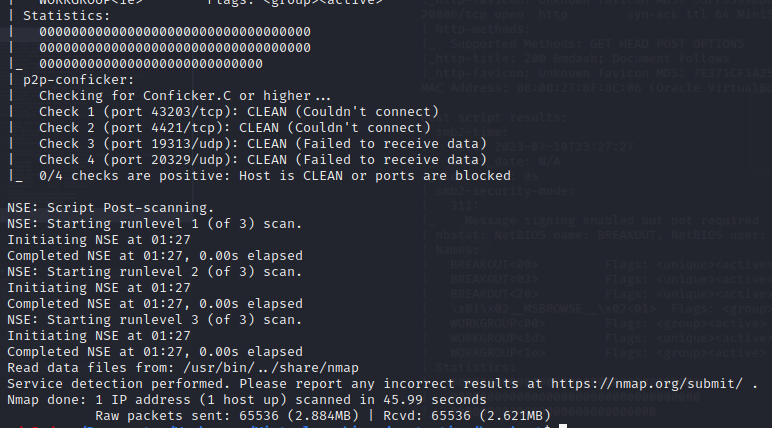 |   WORKGROUP<1e>        Flags: <group><active>
| Statistics:
|   0000000000000000000000000000000000
|   0000000000000000000000000000000000
|_  0000000000000000000000000000
| p2p-conficker:
|   Checking for Conficker.C or higher...
|   Check 1 (port 43203/tcp): CLEAN (Couldn't connect)
|   Check 2 (port 4421/tcp): CLEAN (Couldn't connect)
|   Check 3 (port 19313/udp): CLEAN (Failed to receive data)
|   Check 4 (port 20329/udp): CLEAN (Failed to receive data)
|_  0/4 checks are positive: Host is CLEAN or ports are blocked
NSE: Script Post-scanning.
NSE: Starting runlevel 1 (of 3) scan.
Initiating NSE at 01:27
Completed NSE at 01:27, 0.00s elapsed
NSE: Starting runlevel 2 (of 3) scan.
Initiating NSE at 01:27
Completed NSE at 01:27, 0.00s elapsed
NSE: Starting runlevel 3 (of 3) scan.
Initiating NSE at 01:27
Completed NSE at 01:27, 0.00s elapsed
Read data files from: /usr/bin/../share/nmap
Service detection performed. Please report any incorrect results at https://nmap.org/submit/ .
Nmap done: 1 IP address (1 host up) scanned in 45.99 seconds
           Raw packets sent: 65536 (2.884MB) | Rcvd: 65536 (2.621MB)